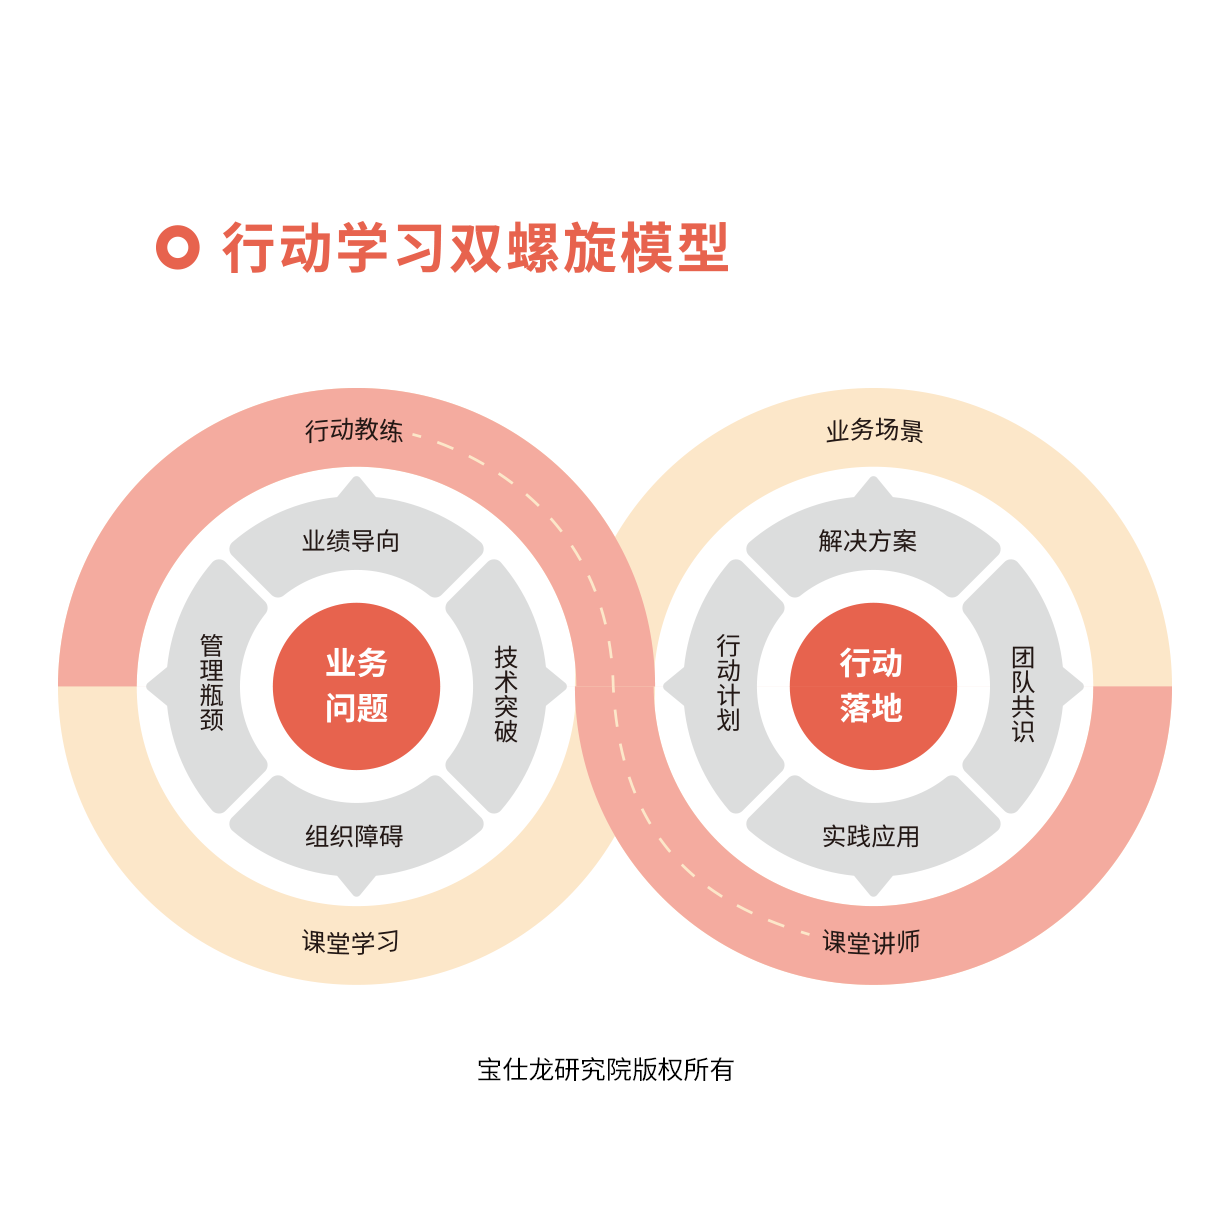 行动学习双螺旋模型
行动教练
业绩导向
管理瓶颈
业务
问题
技术突破
组织障碍
课堂学习
业务场景
解决方案
行动计划
行动
落地
团队共识
实践应用
课堂讲师
宝仕龙研究院版权所有